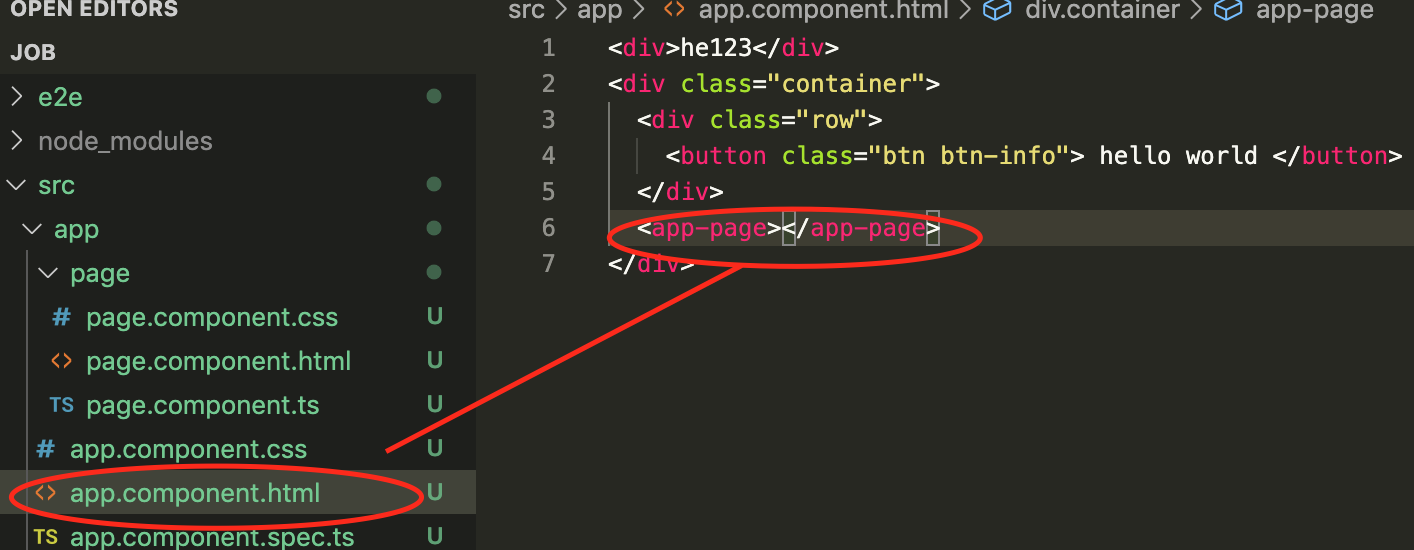 OPEN EDITORS
JOB
e2e
node_modules
src
app
page
# page.component.css U
<> page.component.html U
TS page.component.ts U
# app.component.css U
<> app.component.html U
TS app.component.spec.ts U
src > app > <> app.component.html > div.container > app-page
1 <div>he123</div>
2 <div class="container">
3 <div class="row">
4 <button class="btn btn-info"> hello world </button>
5 </div>
6 <app-page></app-page>
7 </div>